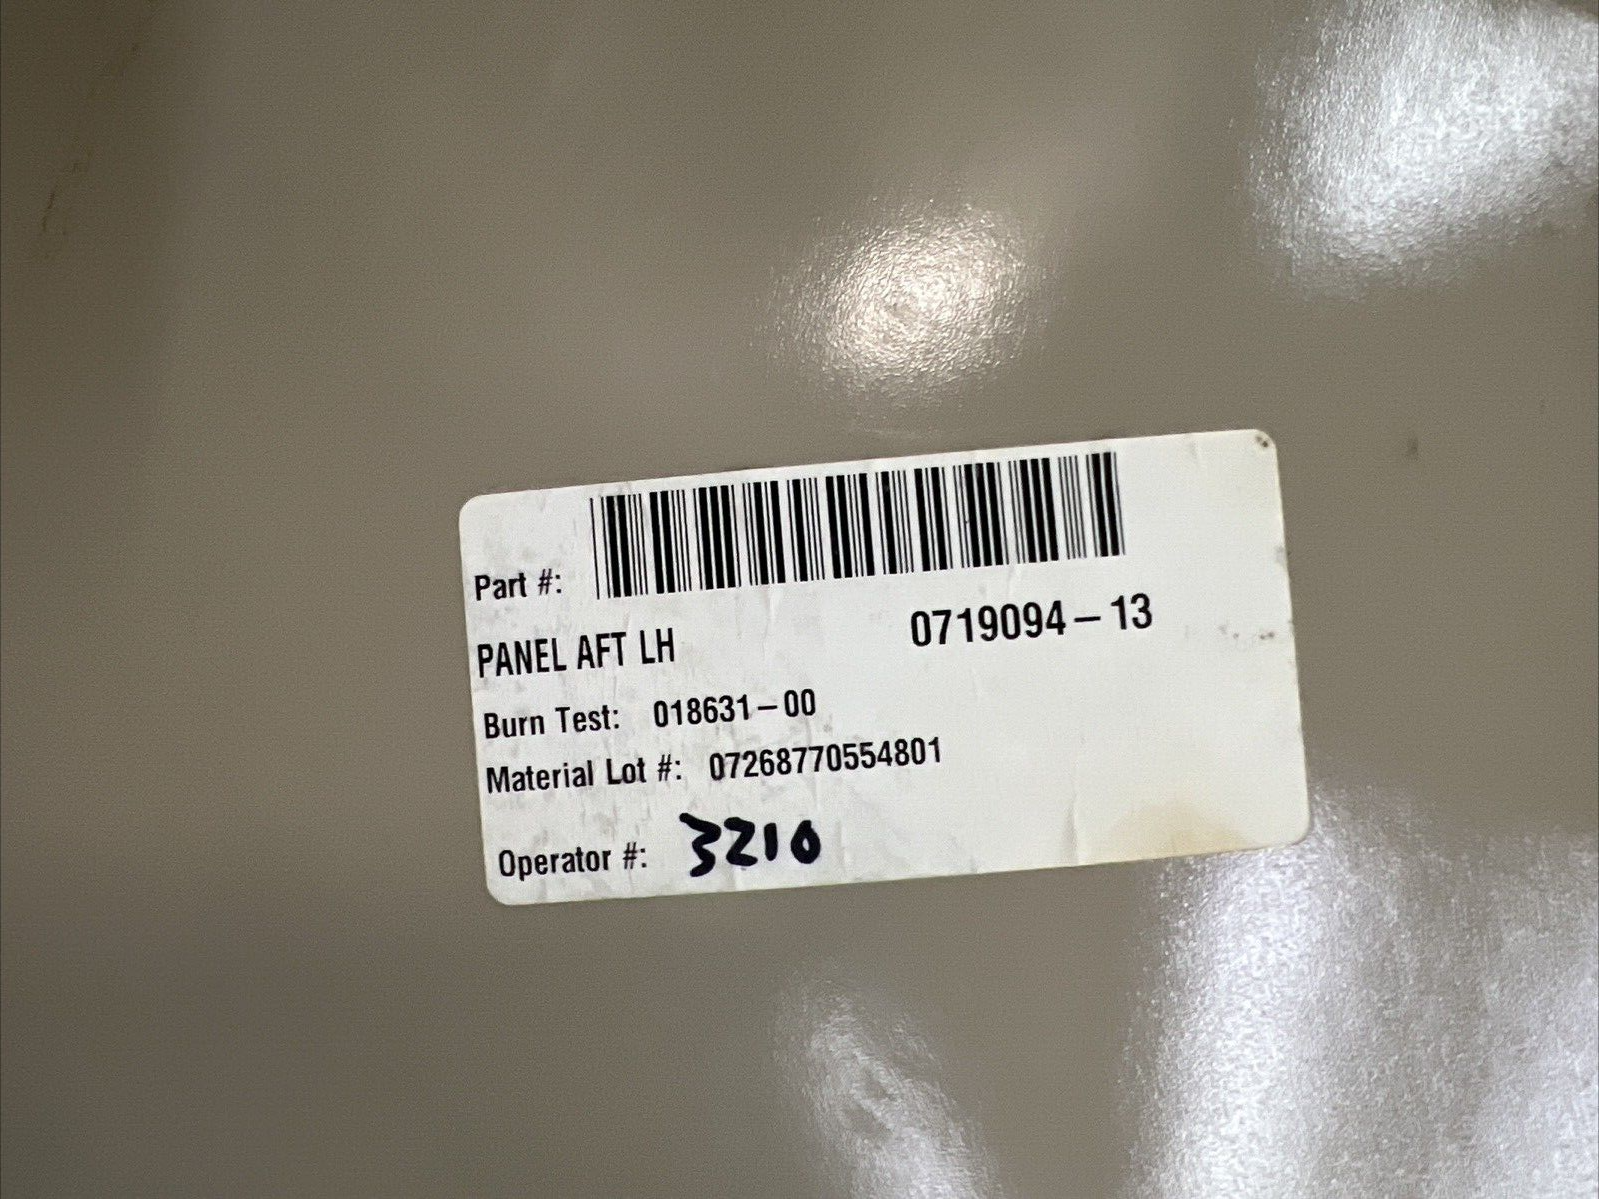 Part #:
PANEL AFT LH 0719094-13
Burn Test: 018631-00
Material Lot #: 07268770554801
Operator #: 3210